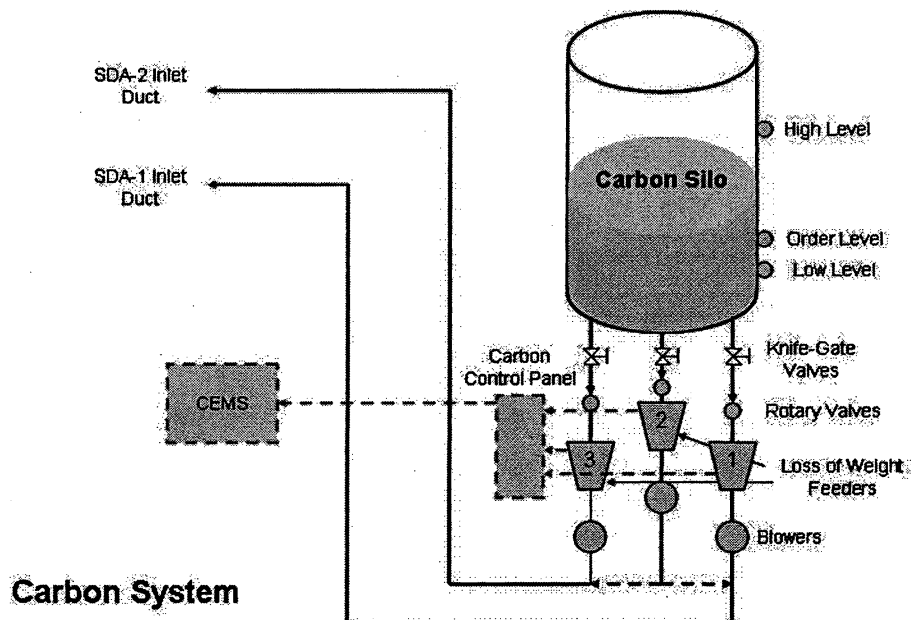 SDA-2 Inlet
Duct
SDA-1 Inlet
Duct
High Level
Carbon Silo
Order Level
Low Level
Knife-Gate
Valves
Carbon
Control Panel
CEMS
Rotary Valves
2
3
1
Loss of Weight
Feeders
Blowers
Carbon System